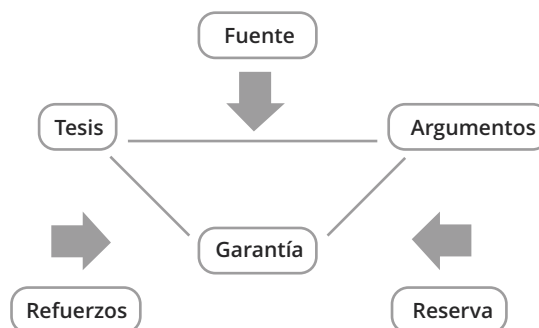 Fuente
Tesis
Argumentos
Garantía
Refuerzos
Reserva